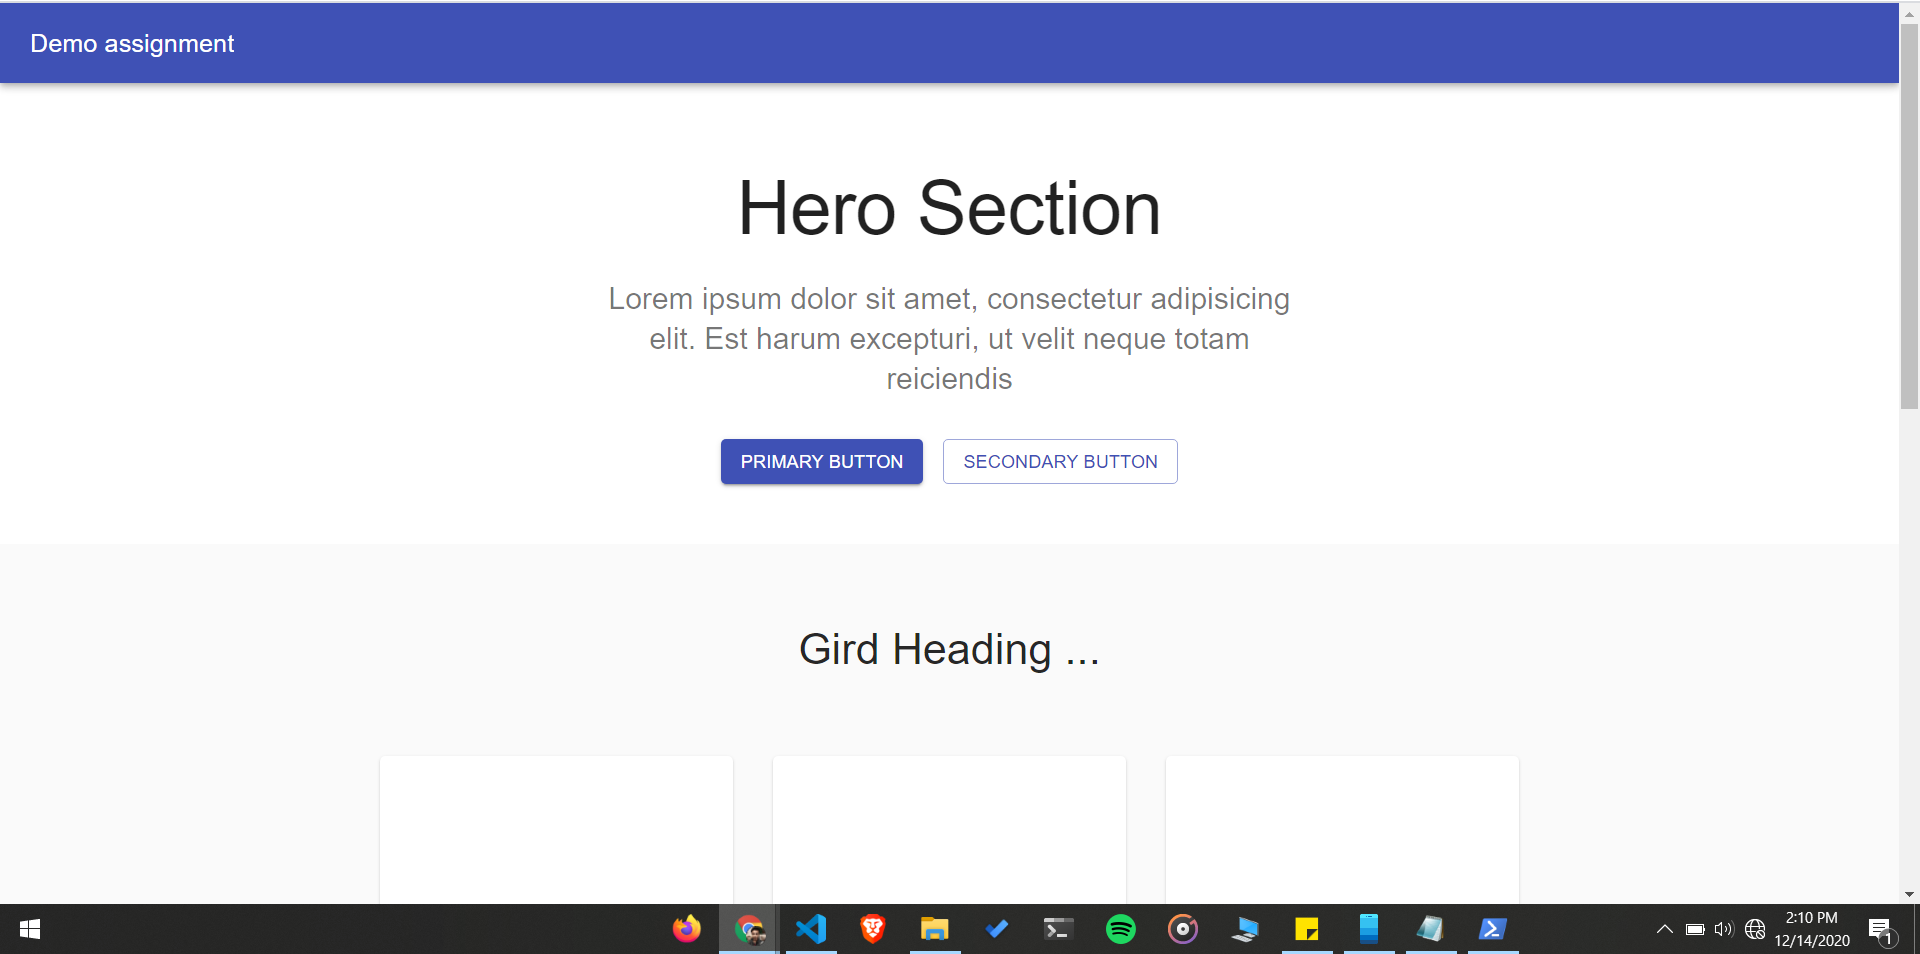 Demo assignment
Hero Section
Lorem ipsum dolor sit amet, consectetur adipisicing
elit. Est harum excepturi, ut velit neque totam
reiciendis
PRIMARY BUTTON
SECONDARY BUTTON
Gird Heading ...
2:10 PM
12/14/2020
1